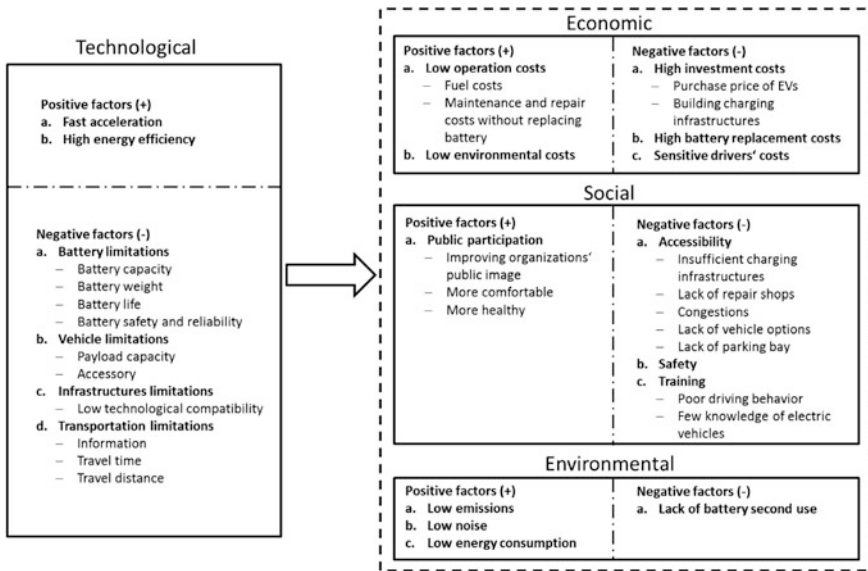 Technological
Positive factors (+)
a. Fast acceleration
b. High energy efficiency
Negative factors (-)
a. Battery limitations
– Battery capacity
– Battery weight
– Battery life
– Battery safety and reliability
b. Vehicle limitations
– Payload capacity
– Accessory
c. Infrastructures limitations
– Low technological compatibility
d. Transportation limitations
– Information
– Travel time
– Travel distance
Economic
Positive factors (+)
a. Low operation costs
– Fuel costs
– Maintenance and repair
costs without replacing
battery
b. Low environmental costs
Negative factors (-)
a. High investment costs
– Purchase price of EVs
– Building charging
infrastructures
b. High battery replacement costs
c. Sensitive drivers‘ costs
Social
Positive factors (+)
a. Public participation
– Improving organizations‘
public image
– More comfortable
– More healthy
Negative factors (-)
a. Accessibility
– Insufficient charging
infrastructures
– Lack of repair shops
– Congestions
– Lack of vehicle options
– Lack of parking bay
b. Safety
c. Training
– Poor driving behavior
– Few knowledge of electric
vehicles
Environmental
Positive factors (+)
a. Low emissions
b. Low noise
c. Low energy consumption
Negative factors (-)
a. Lack of battery second use